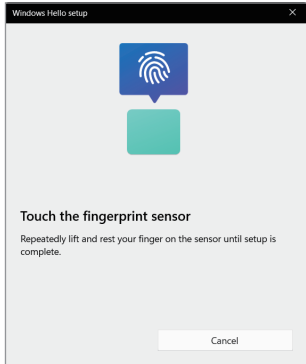 Windows Hello setup
Touch the fingerprint sensor
Repeatedly lift and rest your finger on the sensor until setup is
complete.
Cancel